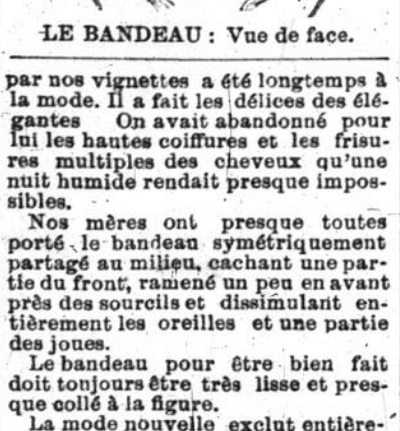 LE BANDEAU : Vue de face.
par nos vignettes a été longtemps à
la mode. Il a fait les délices des élé-
gantes On avait abandonné pour
lui les hautes coiffures et les frisu-
res multiples des cheveux qu'une
nuit humide rendait presque impos-
sibles.
Nos mères ont presque toutes
porté le bandeau symétriquement
partagé au milieu, cachant une par-
tie du front, ramené un peu en avant
près des sourcils et dissimulant en-
tièrement les oreilles et une partie
des joues.
Le bandeau pour être bien fait
doit tonjours être très lisse et pres-
que collé à la figure.
La mode nouvelle exclut entière-